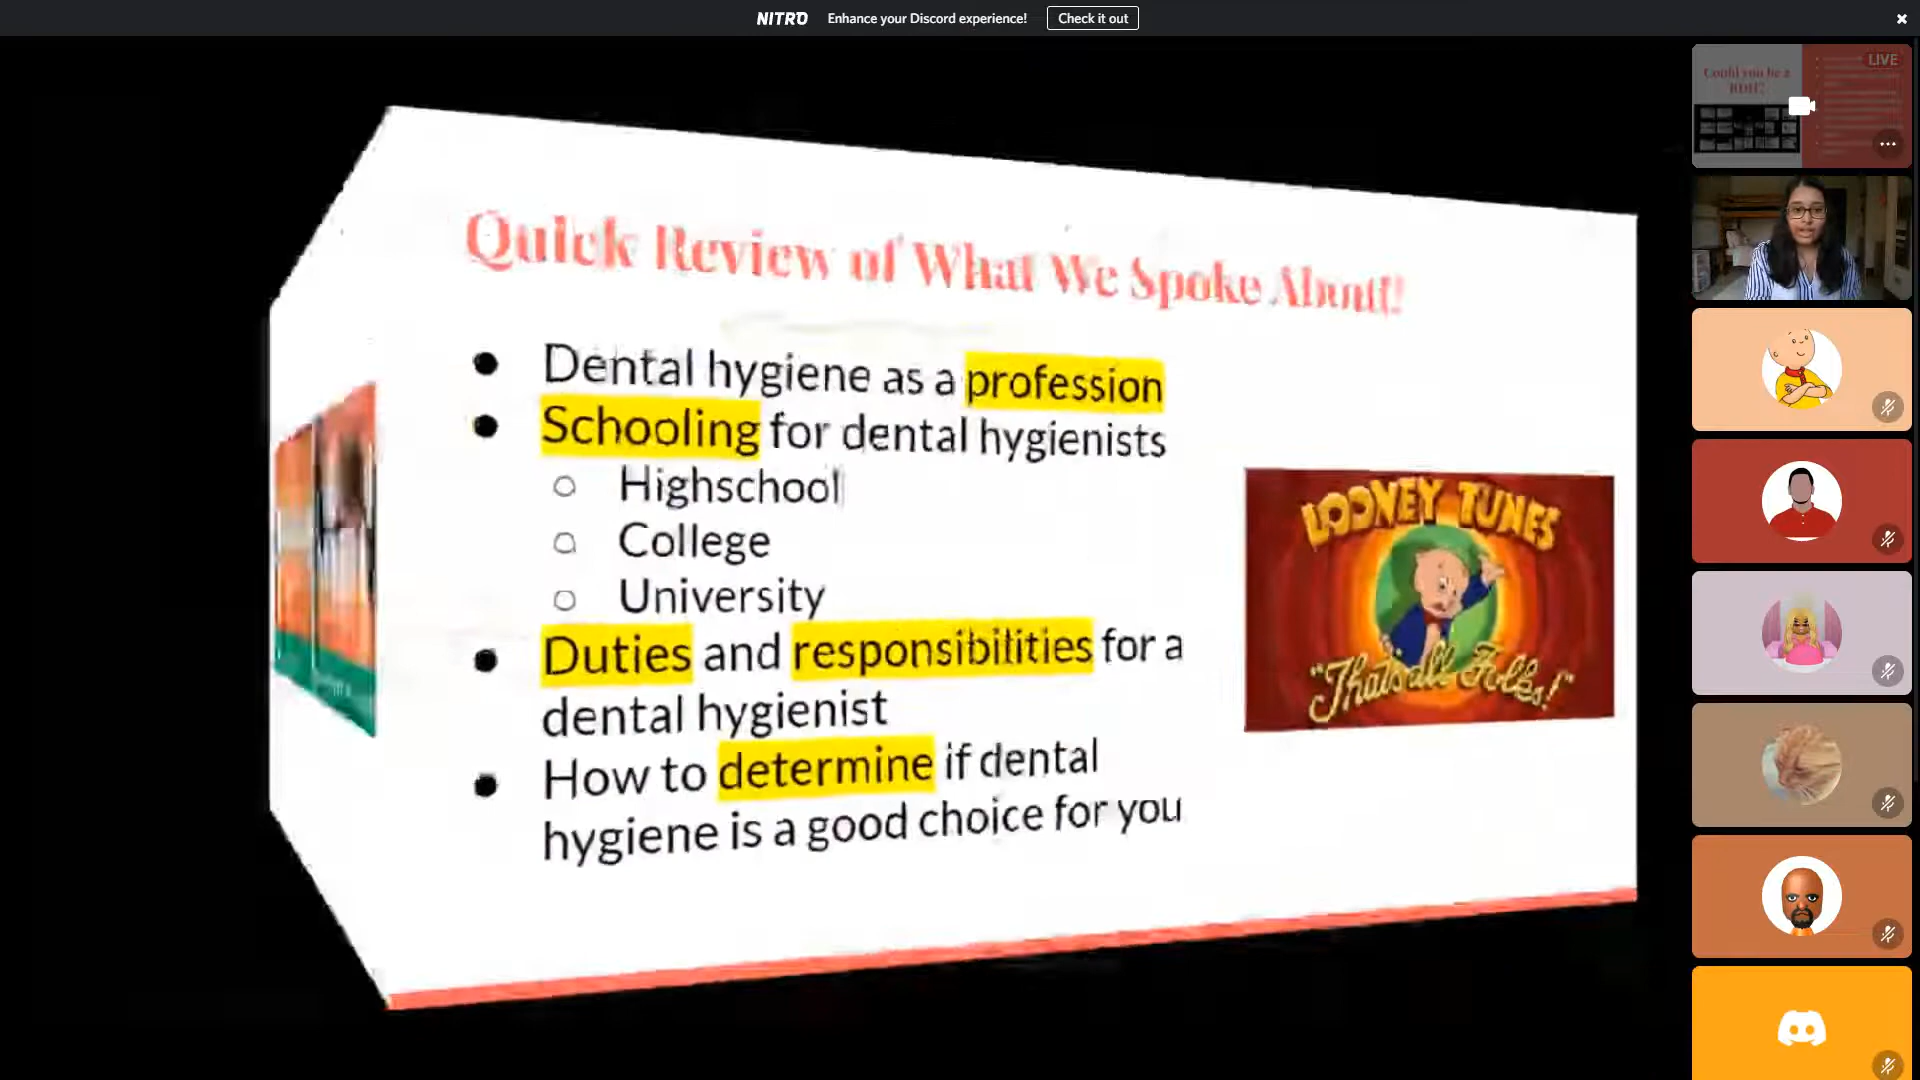 NITRO Enhance your Discord experience! Check it out
LIVE
Could you be a
RDH?
Quick Review of What We Spoke About!
● Dental hygiene as a profession
● Schooling for dental hygienists
○ Highschool
○ College
○ University
● Duties and responsibilities for a
dental hygienist
● How to determine if dental
hygiene is a good choice for you
LOONEY TUNES
"That's all Folks!"